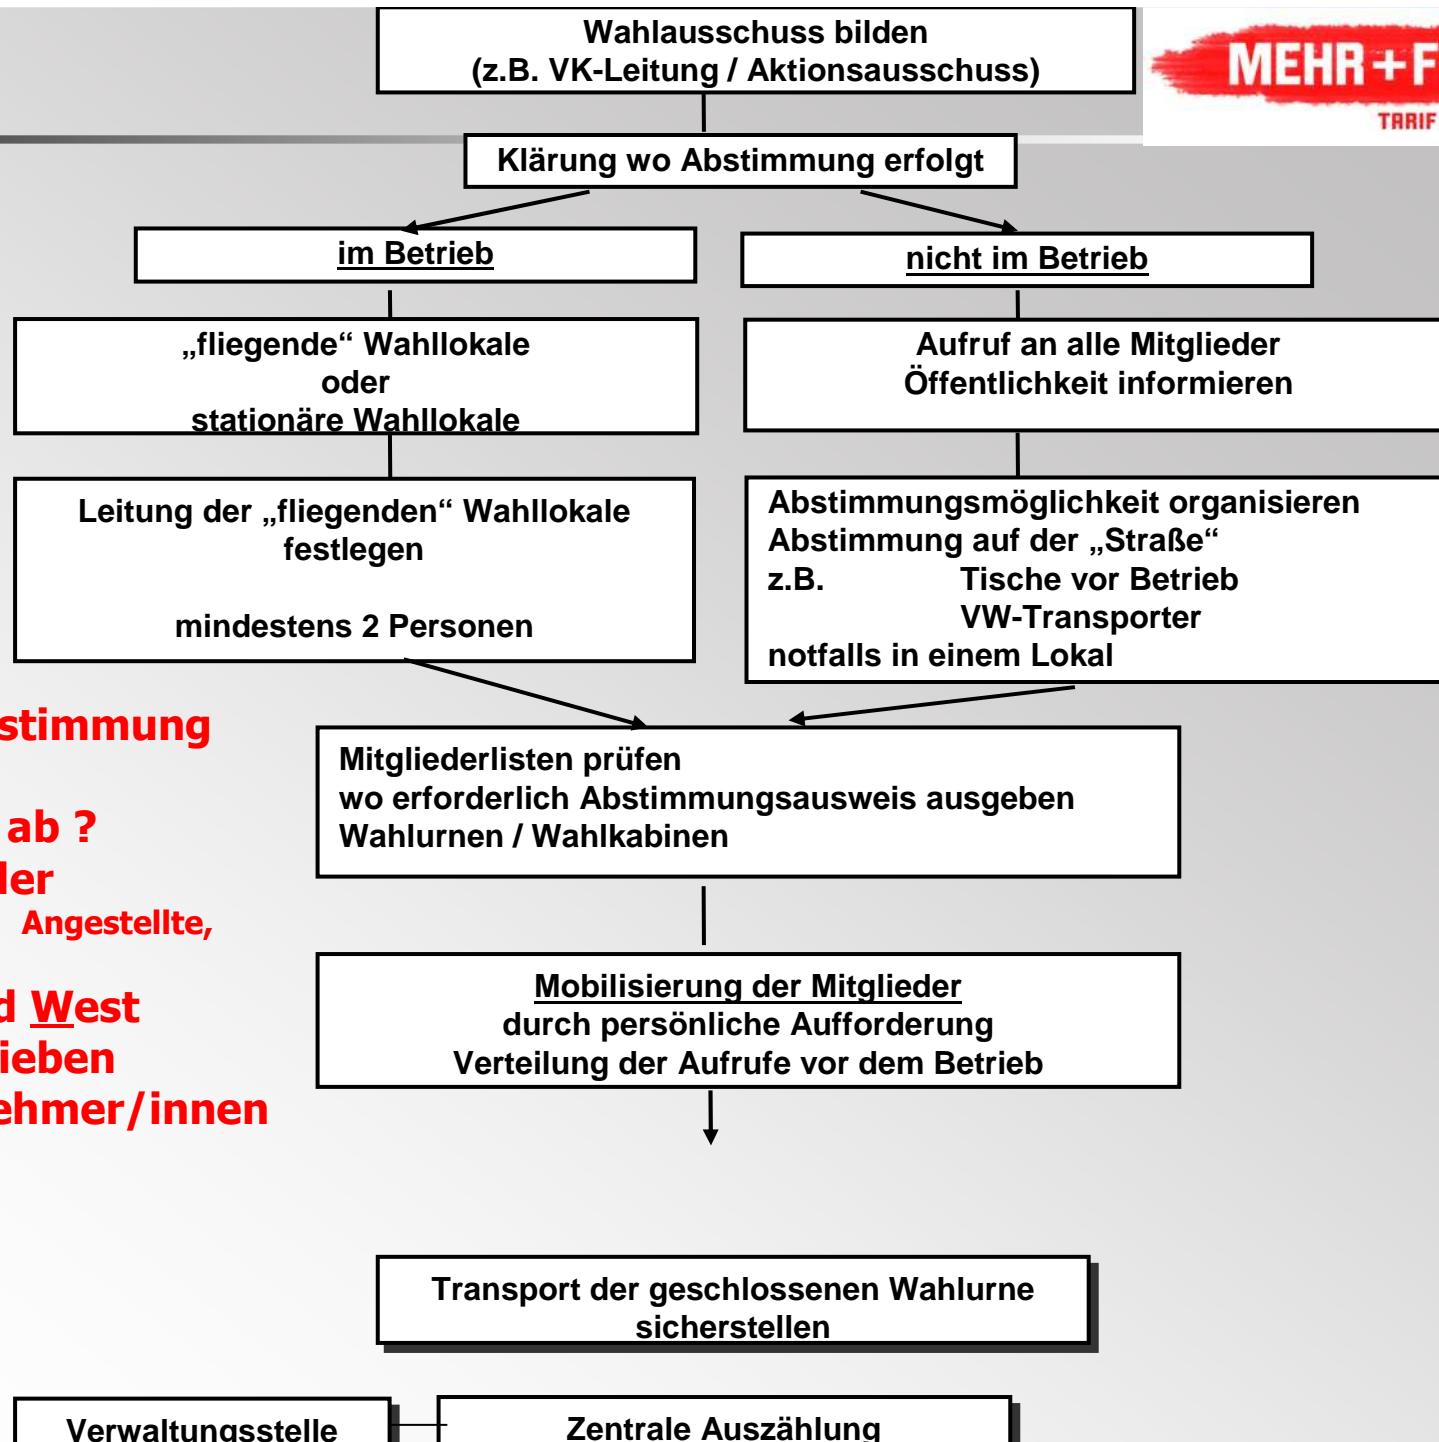 Wahlausschuss bilden
(z.B. VK-Leitung / Aktionsausschuss)
MEHR+F
TARIF
Klärung wo Abstimmung erfolgt
im Betrieb
nicht im Betrieb
„fliegende“ Wahllokale
oder
stationäre Wahllokale
Aufruf an alle Mitglieder
Öffentlichkeit informieren
Leitung der „fliegenden“ Wahllokale
festlegen
mindestens 2 Personen
Abstimmungsmöglichkeit organisieren
Abstimmung auf der „Straße“
z.B. Tische vor Betrieb
VW-Transporter
notfalls in einem Lokal
stimmung
ab ?
der
Angestellte,
d West
ieben
ehmer/innen
Mitgliederlisten prüfen
wo erforderlich Abstimmungsausweis ausgeben
Wahlurnen / Wahlkabinen
Mobilisierung der Mitglieder
durch persönliche Aufforderung
Verteilung der Aufrufe vor dem Betrieb
Transport der geschlossenen Wahlurne
sicherstellen
Verwaltungsstelle
Zentrale Auszählung